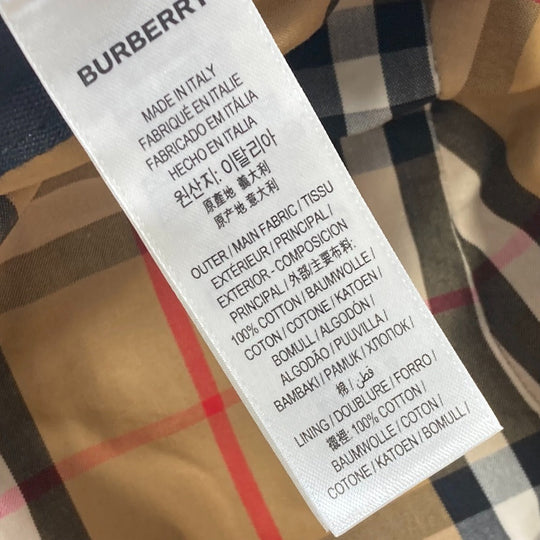 BURBERRY
MADE IN ITALY
FABRIQUÉ EN ITALIE
FABRICADO EM ITÁLIA
HECHO EN ITALIA
원산지: 이탈리아
原產地: 義大利
原产地: 意大利
OUTER / MAIN FABRIC / TISSU
EXTÉRIEUR / PRINCIPAL /
EXTERIOR - COMPOSICION
PRINCIPAL / 外部/主要布料:
100% COTTON / BAUMWOLLE /
COTON / COTONE / KATOEN /
BOMULL / ALGODÓN /
ALGODÃO / PUUVILLA /
BAMBAKI / PAMUK / ХЛОПОК /
棉 / قطن /
LINING / DOUBLURE / FORRO /
襯裡: 100% COTTON /
BAUMWOLLE / COTON /
COTONE / KATOEN / BOMULL /